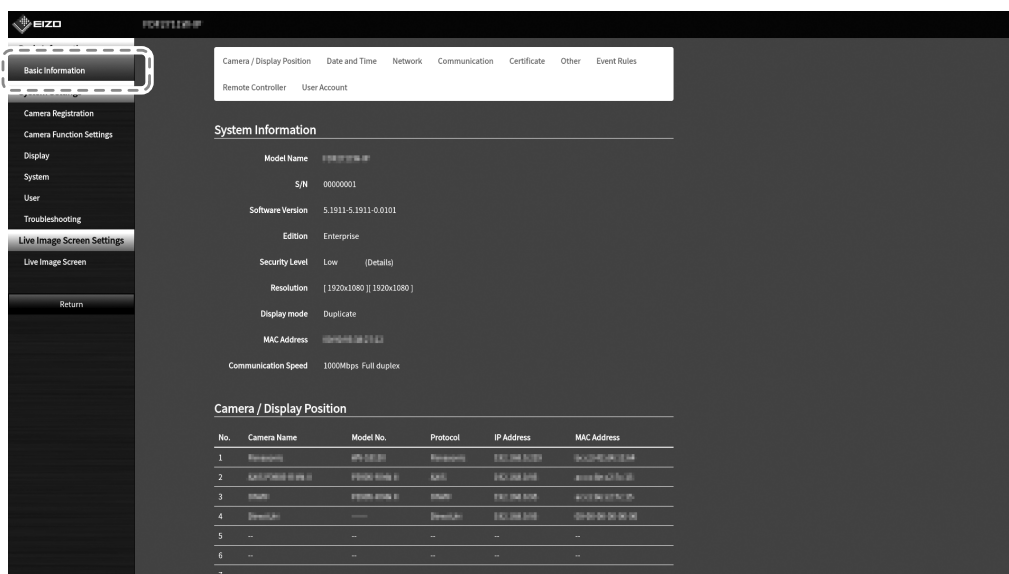 EIZO
Basic Information
Camera Registration
Camera Function Settings
Display
System
User
Troubleshooting
Live Image Screen Settings
Live Image Screen
Return
Camera / Display Position Date and Time Network Communication Certificate Other Event Rules
Remote Controller User Account
System Information
Model Name
S/N 00000001
Software Version 5.1911-5.1911-0.0101
Edition Enterprise
Security Level Low (Details)
Resolution [ 1920x1080 ][ 1920x1080 ]
Display mode Duplicate
MAC Address
Communication Speed 1000Mbps Full duplex
Camera / Display Position
No. Camera Name Model No. Protocol IP Address MAC Address
1
2
3
4
5 -- -- -- -- --
6 -- -- -- -- --